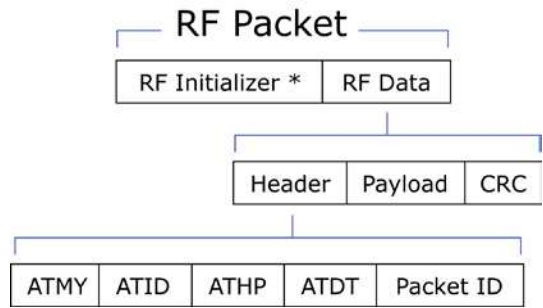 RF Packet
RF Initializer * RF Data
Header Payload CRC
ATMY ATID ATHP ATDT Packet ID